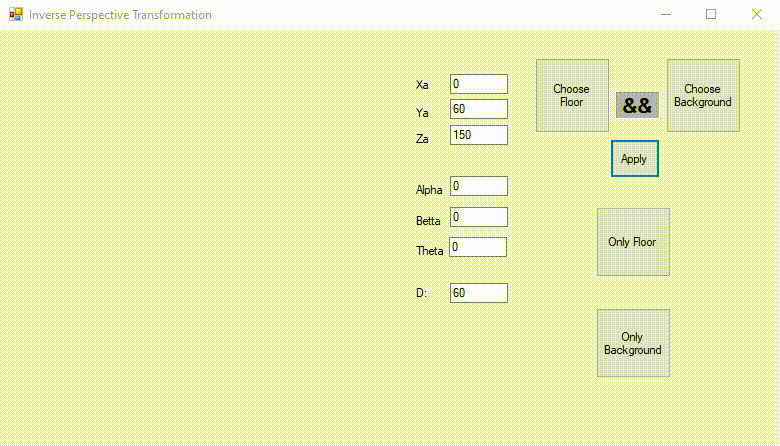 Inverse Perspective Transformation
Xa 0
Ya 60
Za 150
Alpha 0
Betta 0
Theta 0
D: 60
Choose
Floor
&&
Choose
Background
Apply
Only Floor
Only
Background